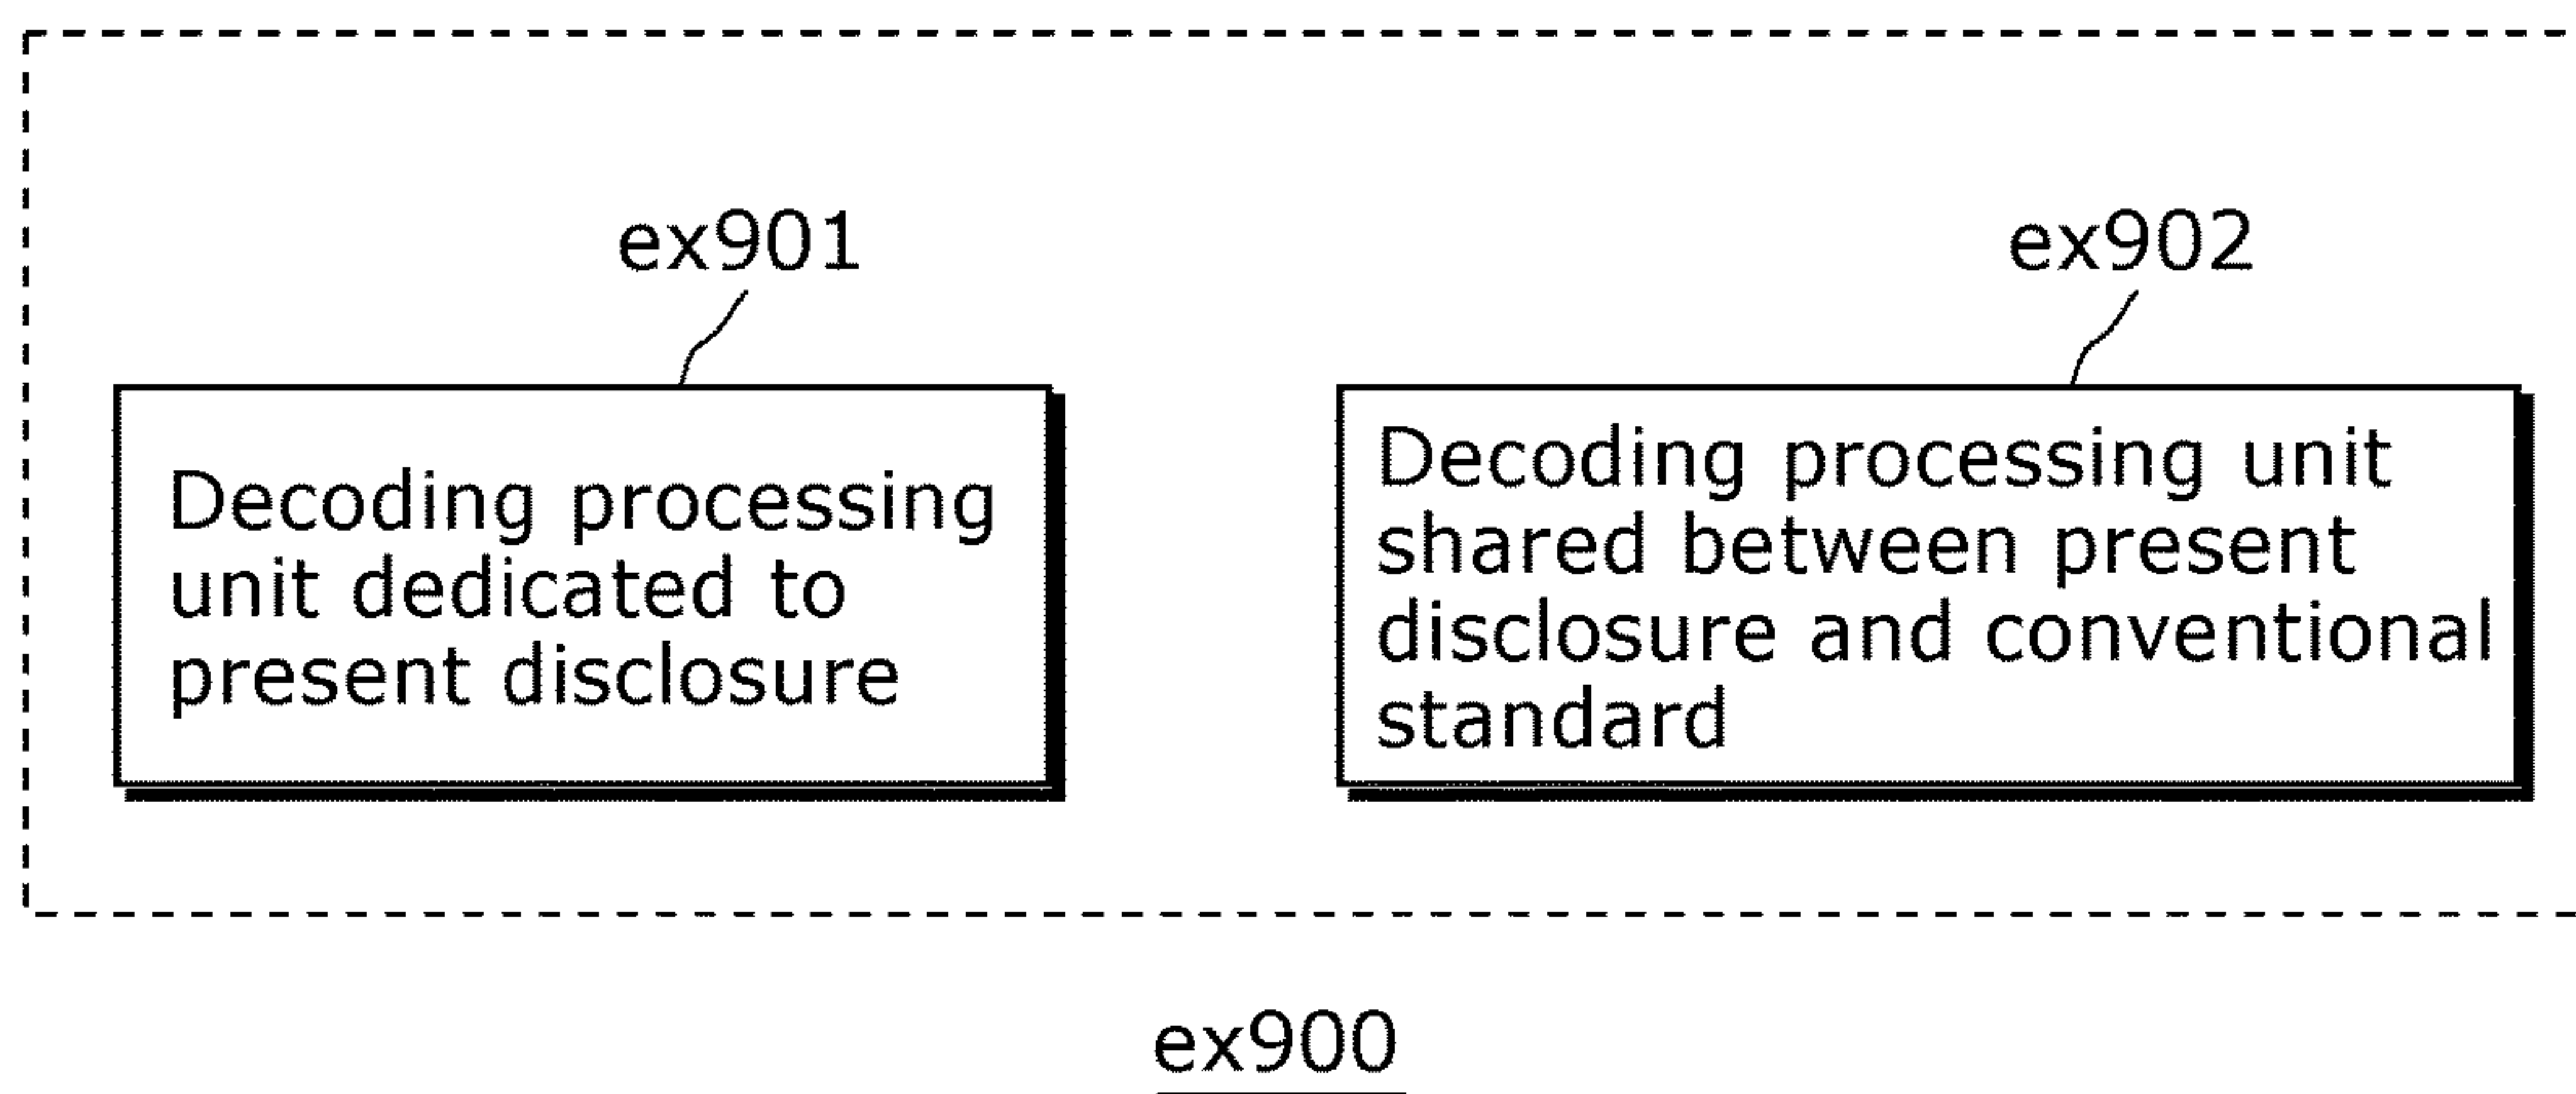 ex901
ex902
Decoding processing
unit dedicated to
present disclosure
Decoding processing unit
shared between present
disclosure and conventional
standard
ex900